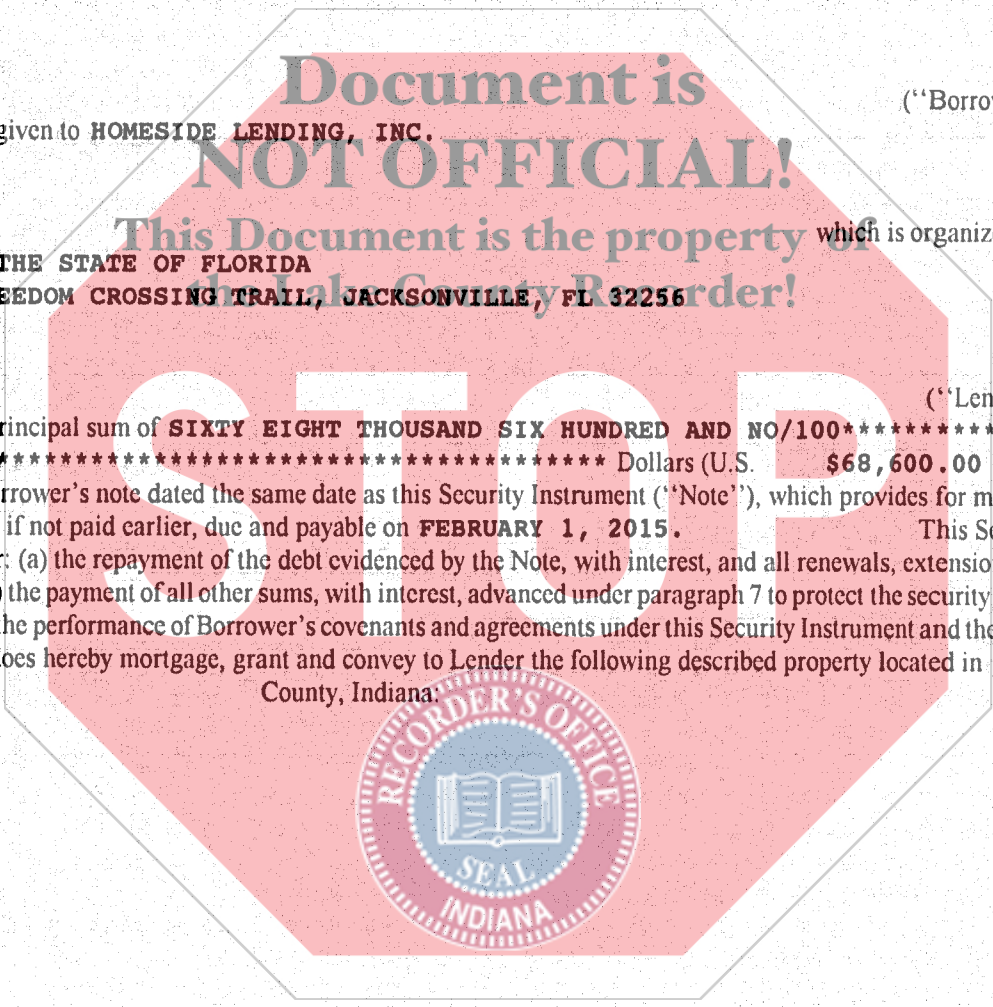 Document is
("Borro
given to HOMESIDE LENDING, INC.
NOT OFFICIAL!
This Document is the property of
which is organiz
THE STATE OF FLORIDA
the Lake County Recorder!
EEDOM CROSSING TRAIL, JACKSONVILLE, FL 32256
STOP
("Len
rincipal sum of SIXTY EIGHT THOUSAND SIX HUNDRED AND NO/100**********
**************************************** Dollars (U.S. $68,600.00
rrower's note dated the same date as this Security Instrument ("Note"), which provides for m
if not paid earlier, due and payable on FEBRUARY 1, 2015. This Se
r: (a) the repayment of the debt evidenced by the Note, with interest, and all renewals, extensio
) the payment of all other sums, with interest, advanced under paragraph 7 to protect the security
he performance of Borrower's covenants and agreements under this Security Instrument and the
oes hereby mortgage, grant and convey to Lender the following described property located in
County, Indiana:
RECORDER'S OFFICE
SEAL
INDIANA